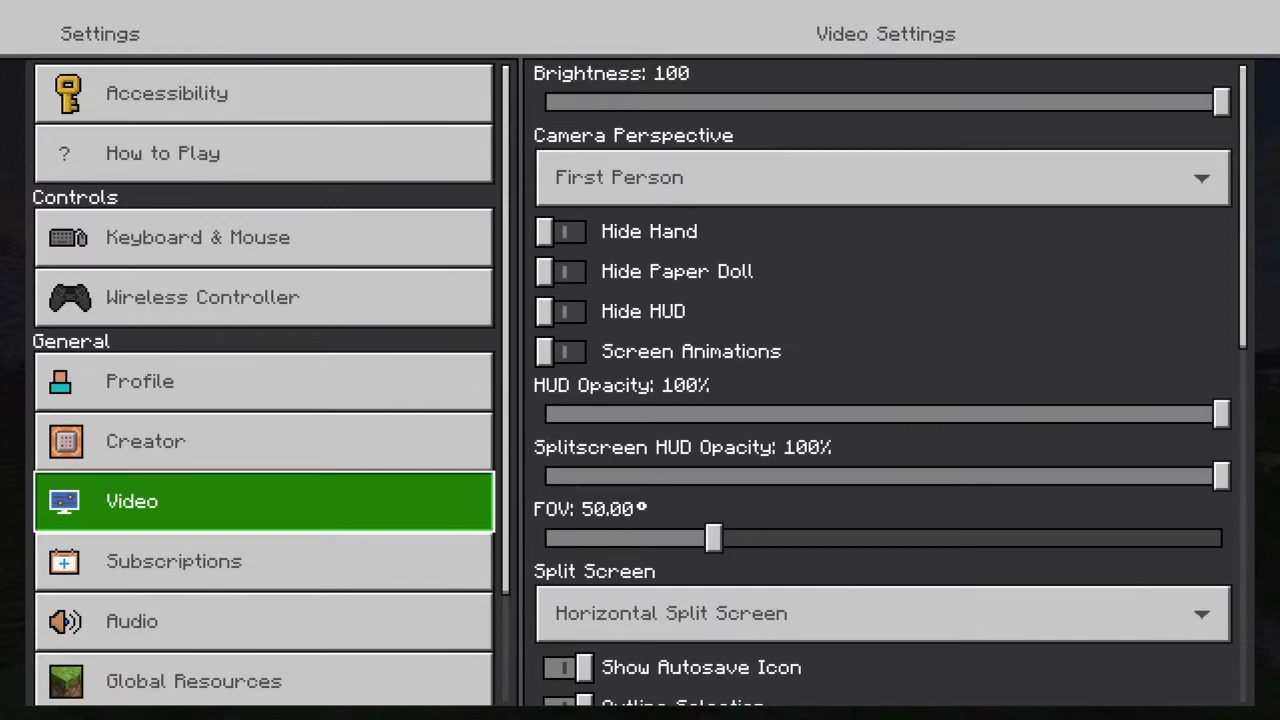 Settings
Video Settings
Accessibility
? How to Play
Controls
Keyboard & Mouse
Wireless Controller
General
Profile
Creator
Video
Subscriptions
Audio
Global Resources
Brightness: 100
Camera Perspective
First Person
Hide Hand
Hide Paper Doll
Hide HUD
Screen Animations
HUD Opacity: 100%
Splitscreen HUD Opacity: 100%
FOV: 50.00°
Split Screen
Horizontal Split Screen
Show Autosave Icon
Outline Selection